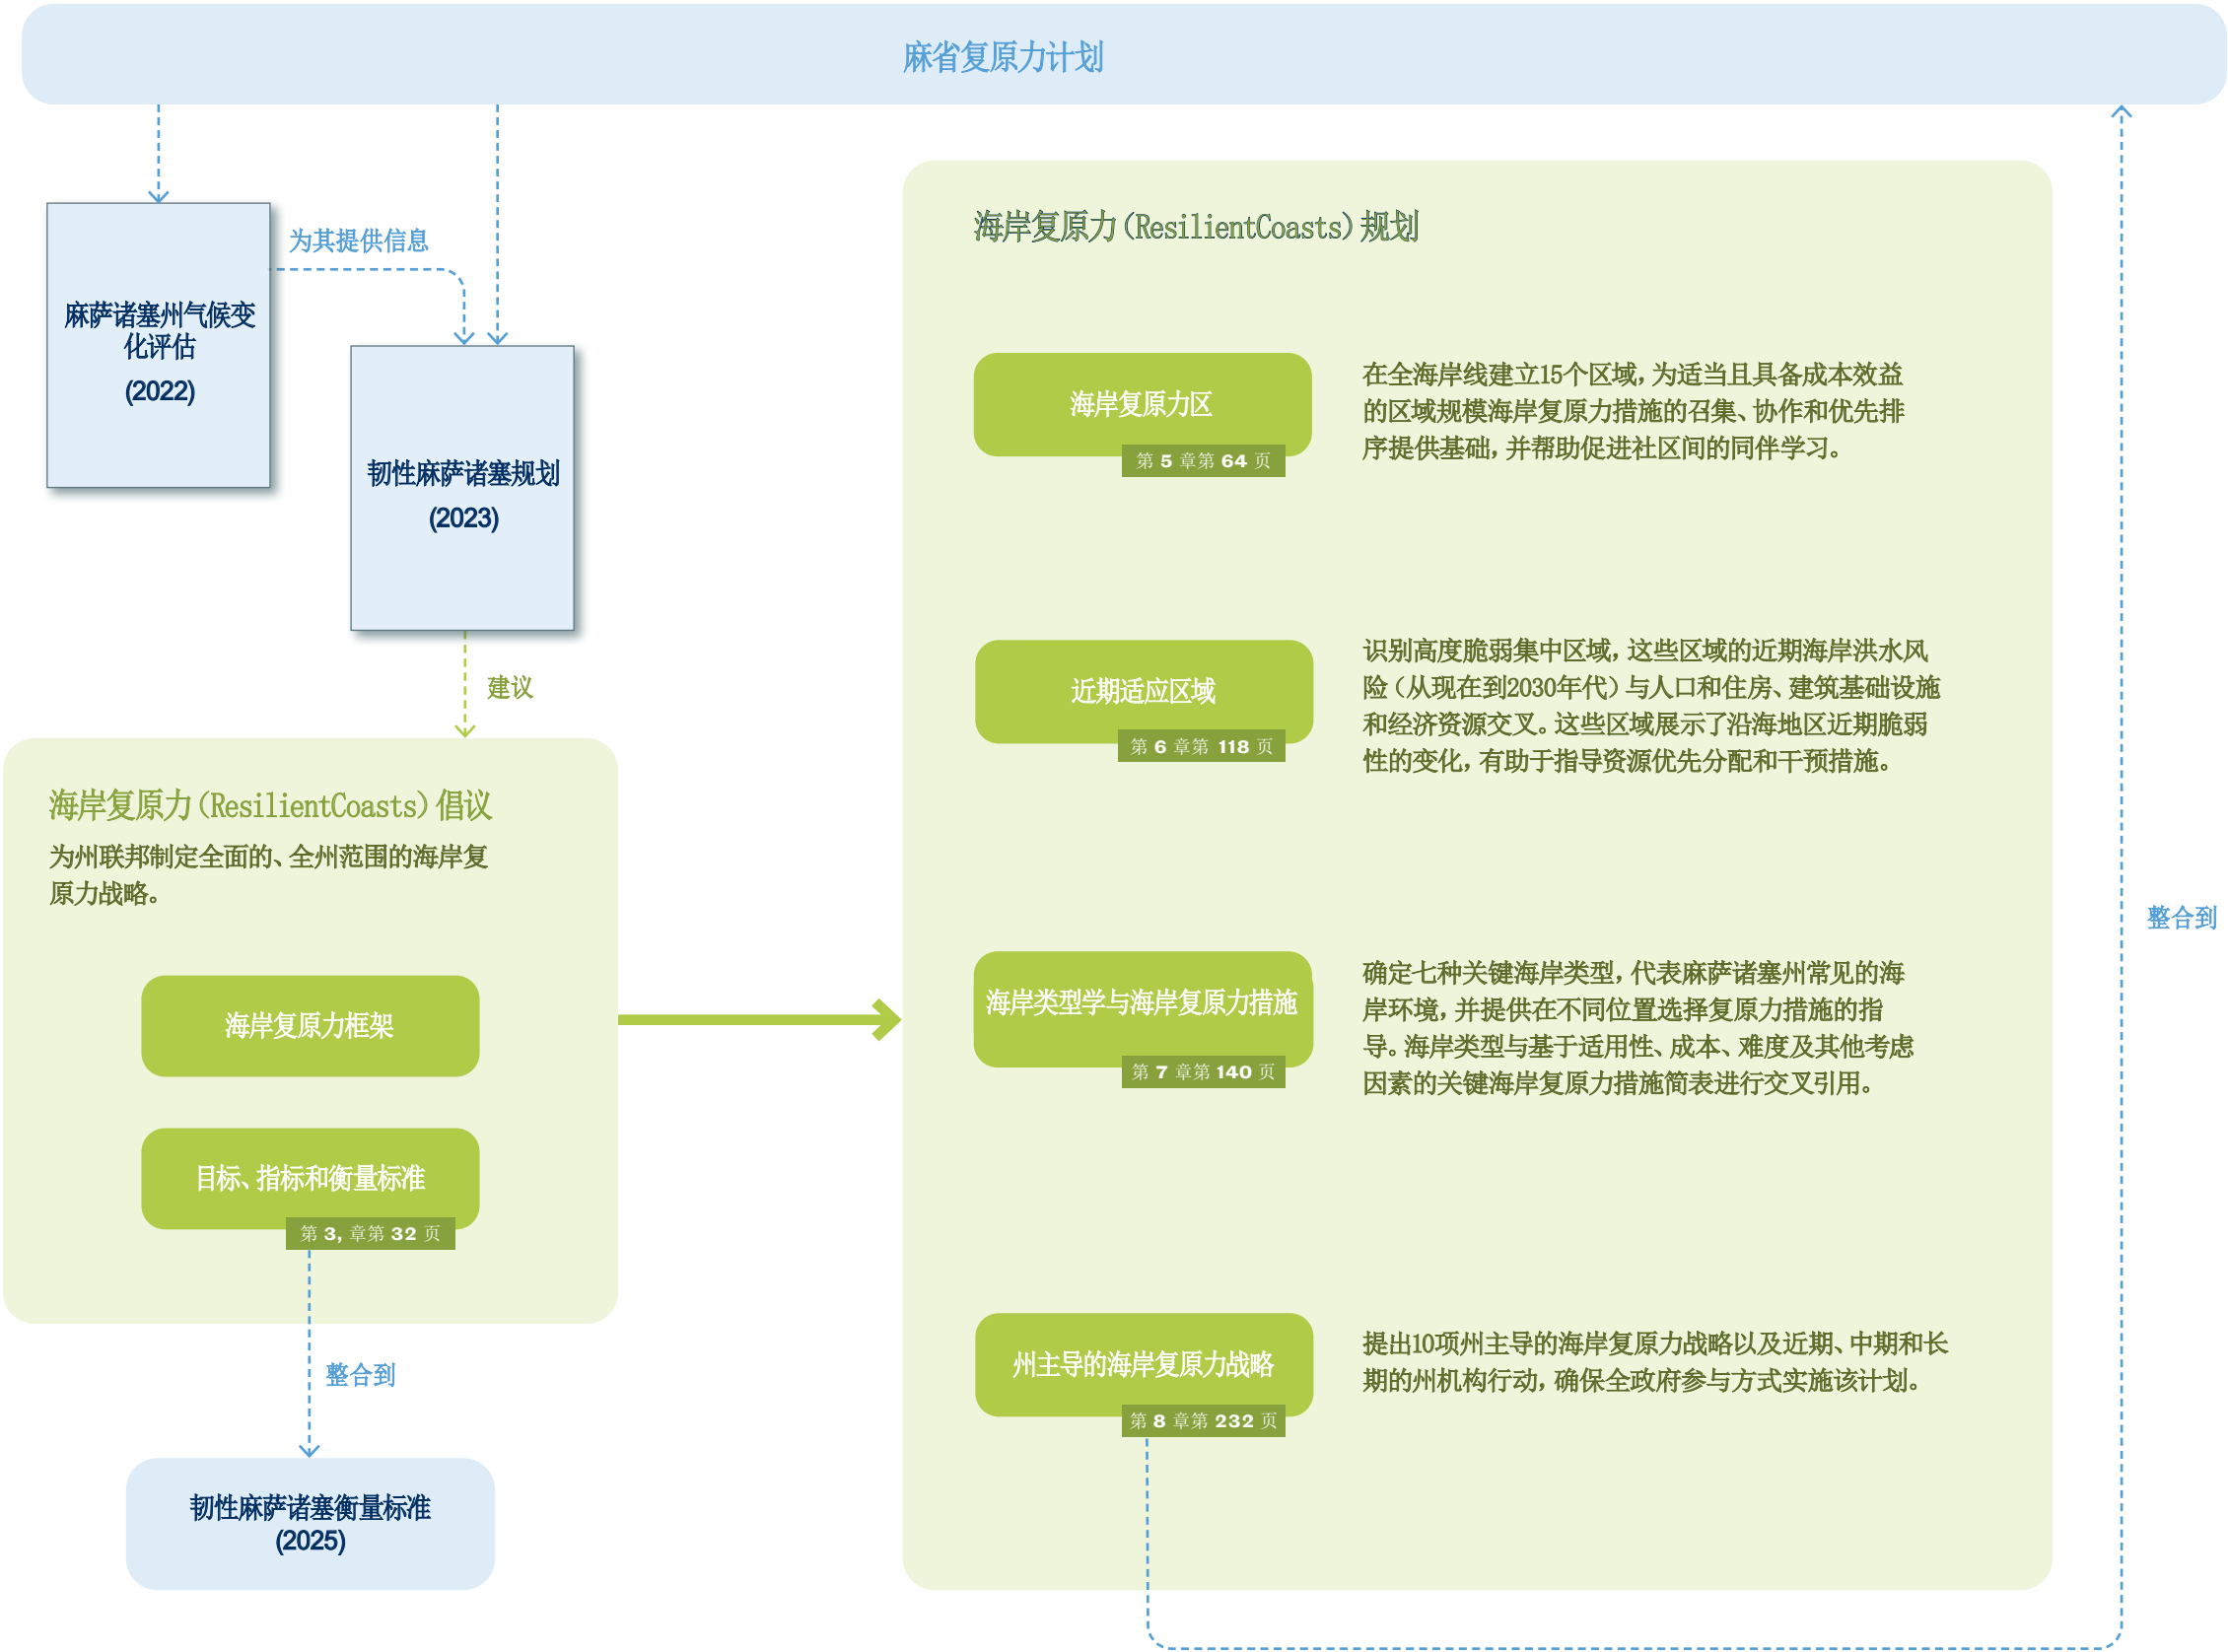 麻省复原力计划
麻萨诸塞州气候变
化评估
(2022)
为其提供信息
韧性麻萨诸塞规划
(2023)
建议
海岸复原力(ResilientCoasts)倡议
为州联邦制定全面的、全州范围的海岸复
原力战略。
海岸复原力框架
目标、指标和衡量标准
第 3, 章第 32 页
整合到
韧性麻萨诸塞衡量标准
(2025)
海岸复原力(ResilientCoasts)规划
海岸复原力区
第 5 章第 64 页
在全海岸线建立15个区域，为适当且具备成本效益
的区域规模海岸复原力措施的召集、协作和优先排
序提供基础，并帮助促进社区间的同伴学习。
近期适应区域
第 6 章第 118 页
识别高度脆弱集中区域，这些区域的近期海岸洪水风
险（从现在到2030年代）与人口和住房、建筑基础设施
和经济资源交叉。这些区域展示了沿海地区近期脆弱
性的变化，有助于指导资源优先分配和干预措施。
海岸类型学与海岸复原力措施
第 7 章第 140 页
确定七种关键海岸类型，代表麻萨诸塞州常见的海
岸环境，并提供在不同位置选择复原力措施的指
导。海岸类型与基于适用性、成本、难度及其他考虑
因素的关键海岸复原力措施简表进行交叉引用。
州主导的海岸复原力战略
第 8 章第 232 页
提出10项州主导的海岸复原力战略以及近期、中期和长
期的州机构行动，确保全政府参与方式实施该计划。
整合到